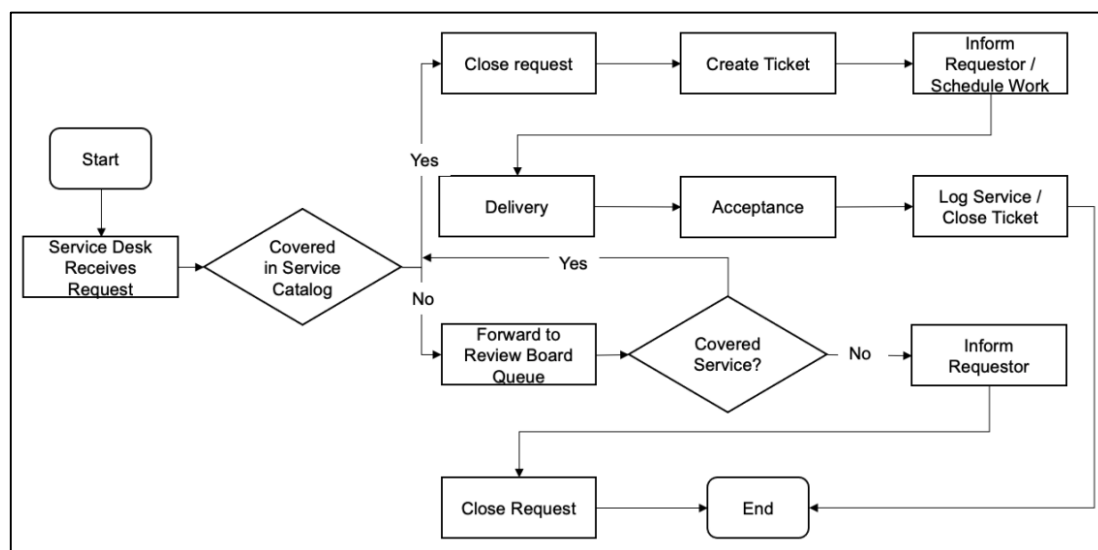 Close request
Create Ticket
Inform
Requestor /
Schedule Work
Start
Yes
Delivery
Acceptance
Log Service /
Close Ticket
Service Desk
Receives
Request
Covered
in Service
Catalog
Yes
No
Forward to
Review Board
Queue
Covered
Service?
No
Inform
Requestor
Close Request
End